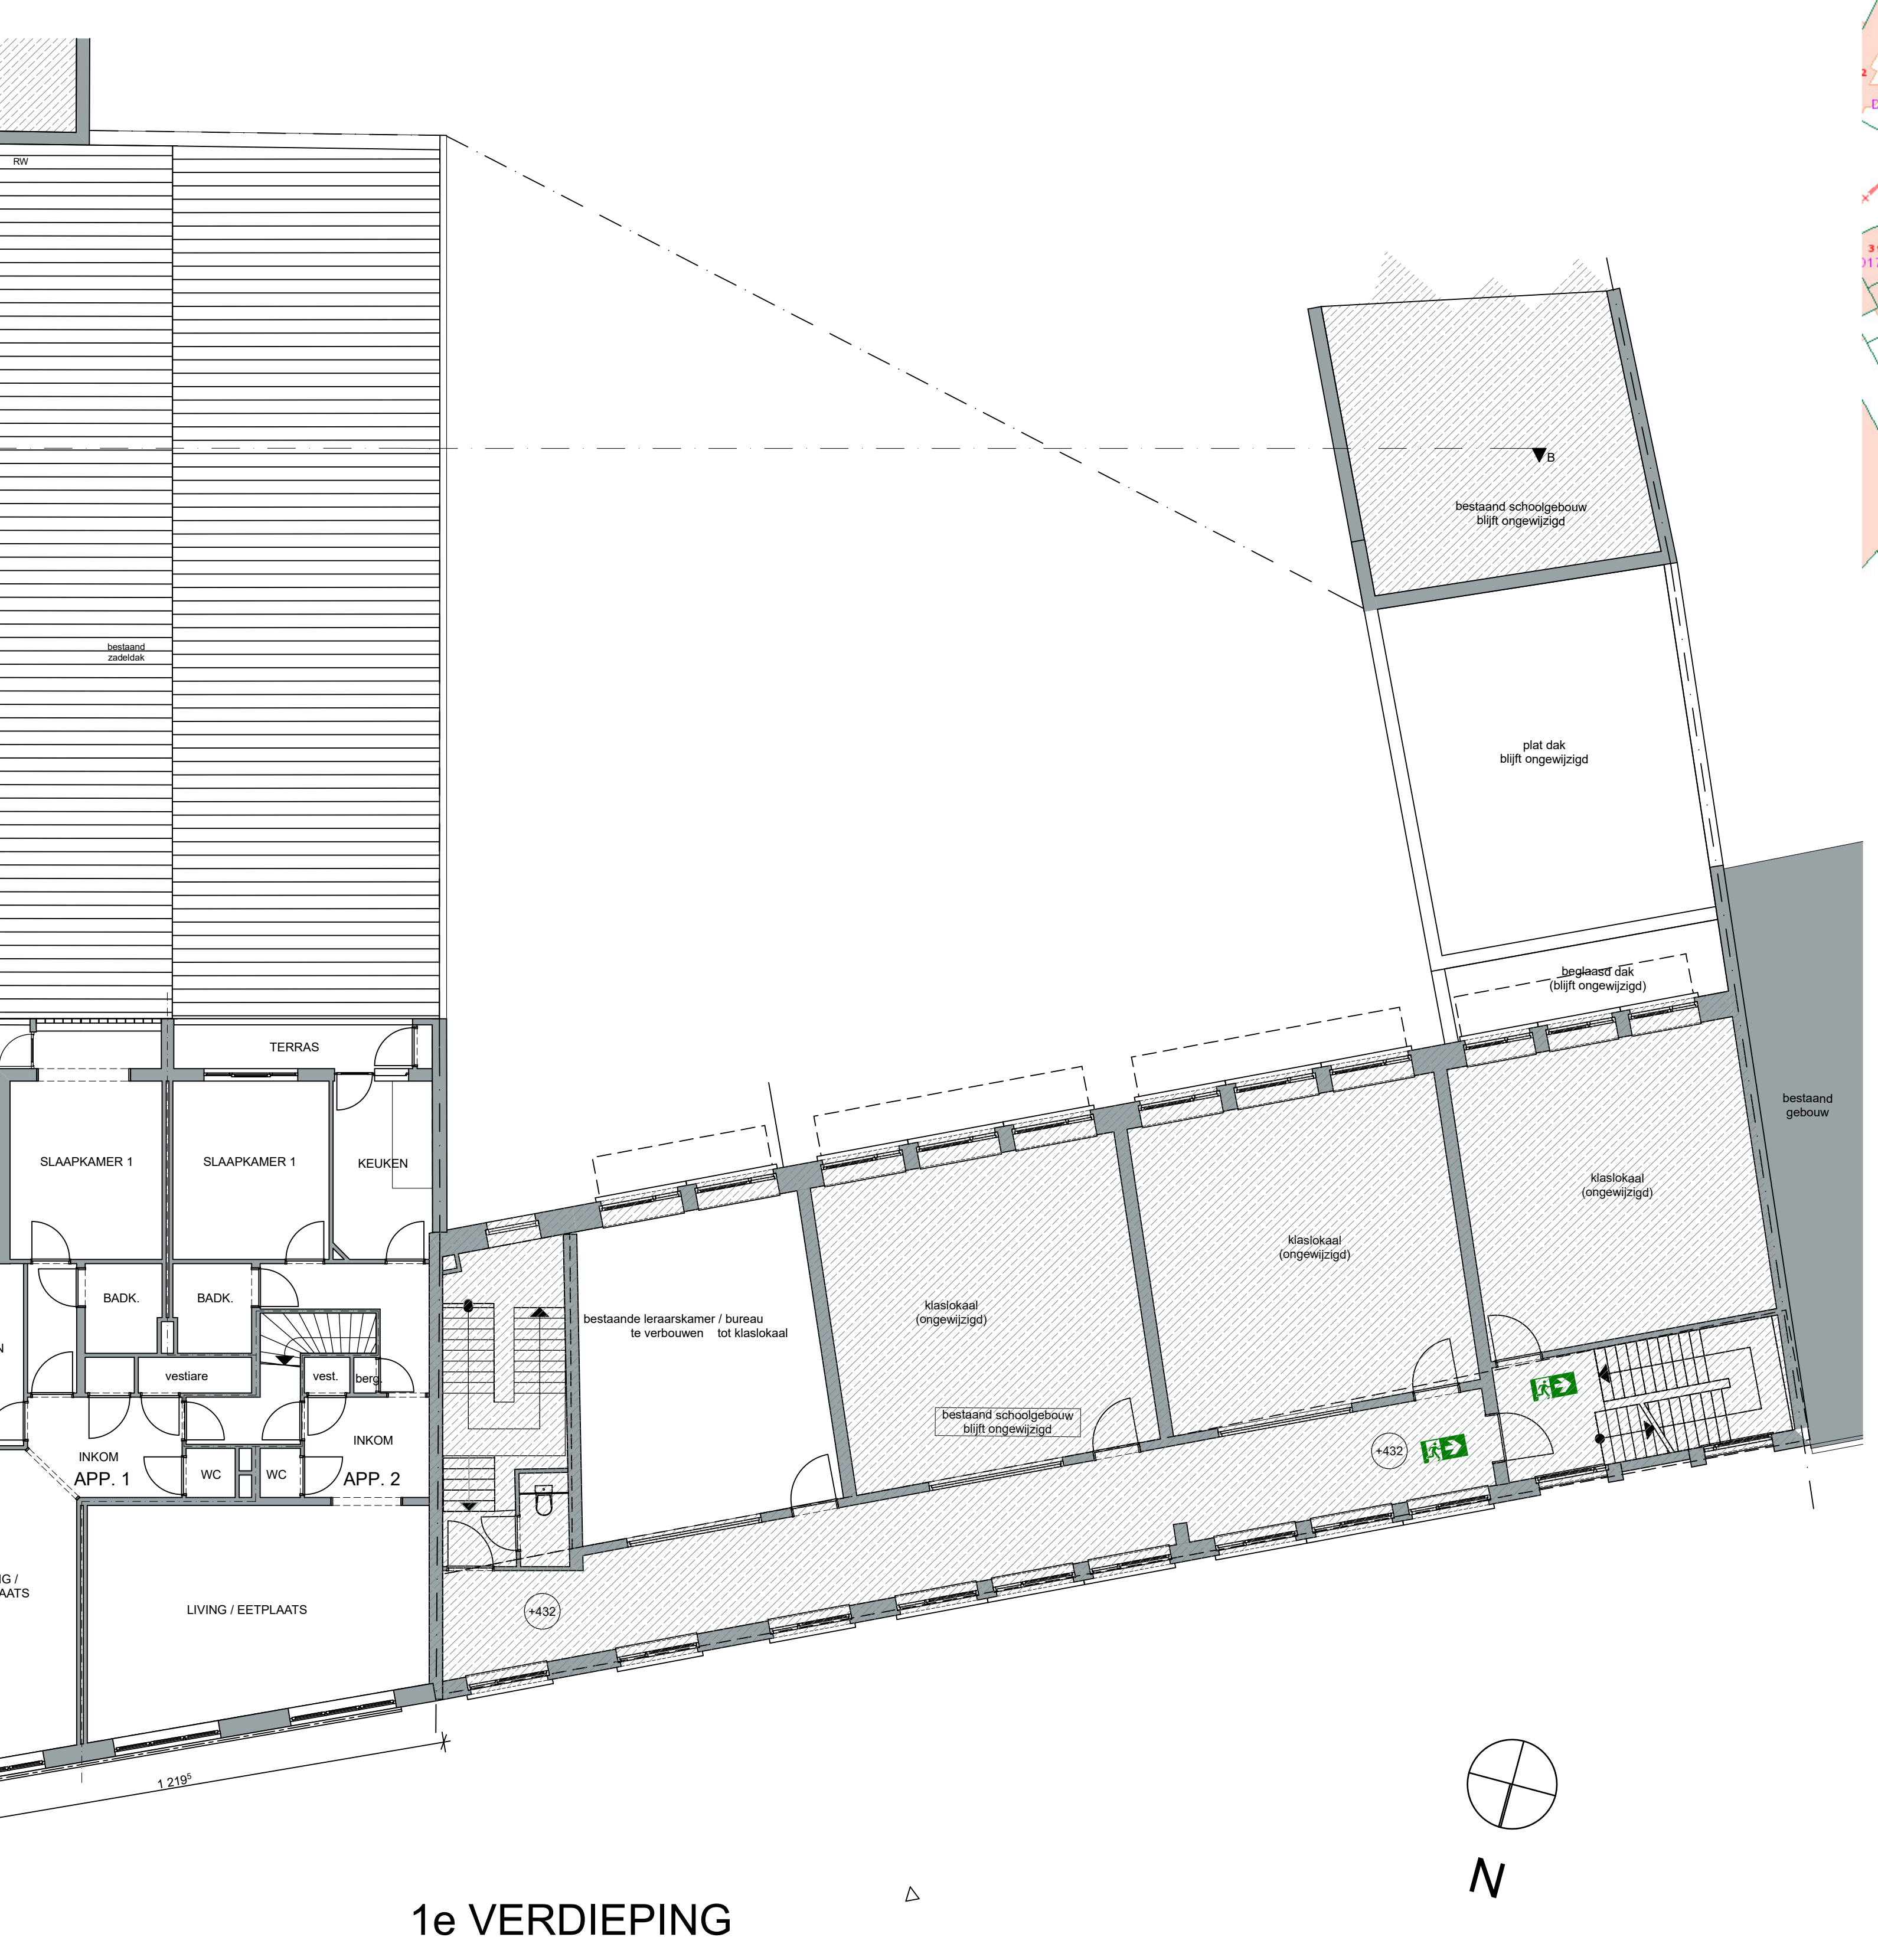 2
RW
3
bestaand schoolgebouw
blijft ongewijzigd
B
bestaand
zadeldak
plat dak
blijft ongewijzigd
beglaasd dak
(blijft ongewijzigd)
TERRAS
bestaand
gebouw
SLAAPKAMER 1
SLAAPKAMER 1
KEUKEN
klaslokaal
(ongewijzigd)
klaslokaal
(ongewijzigd)
BADK.
BADK.
klaslokaal
(ongewijzigd)
bestaande leraarskamer / bureau
te verbouwen tot klaslokaal
vestiare
vest.
berg.
bestaand schoolgebouw
blijft ongewijzigd
INKOM
APP. 1
WC
WC
INKOM
APP. 2
+432
LIVING / EETPLAATS
+432
1 219⁵
N
1e VERDIEPING